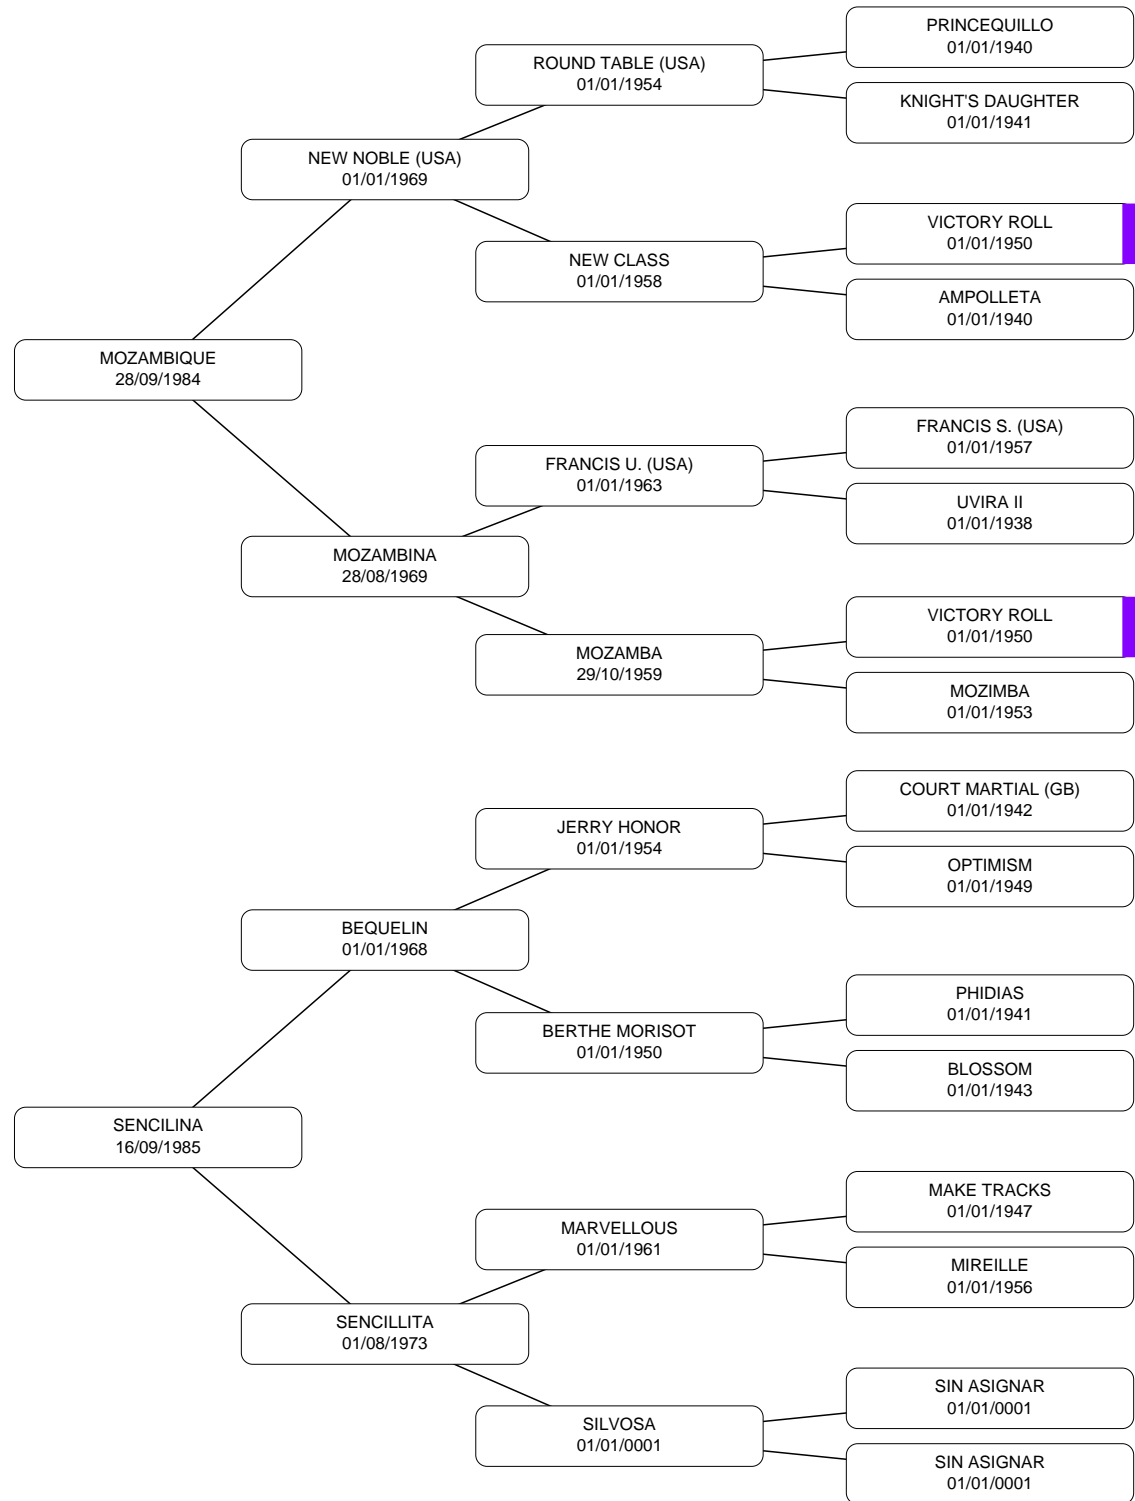 PRINCEQUILLO
01/01/1940
ROUND TABLE (USA)
01/01/1954
KNIGHT'S DAUGHTER
01/01/1941
NEW NOBLE (USA)
01/01/1969
VICTORY ROLL
01/01/1950
NEW CLASS
01/01/1958
AMPOLLETA
01/01/1940
MOZAMBIQUE
28/09/1984
FRANCIS S. (USA)
01/01/1957
FRANCIS U. (USA)
01/01/1963
UVIRA II
01/01/1938
MOZAMBINA
28/08/1969
VICTORY ROLL
01/01/1950
MOZAMBA
29/10/1959
MOZIMBA
01/01/1953
COURT MARTIAL (GB)
01/01/1942
JERRY HONOR
01/01/1954
OPTIMISM
01/01/1949
BEQUELIN
01/01/1968
PHIDIAS
01/01/1941
BERTHE MORISOT
01/01/1950
BLOSSOM
01/01/1943
SENCILINA
16/09/1985
MAKE TRACKS
01/01/1947
MARVELLOUS
01/01/1961
MIREILLE
01/01/1956
SENCILLITA
01/08/1973
SIN ASIGNAR
01/01/0001
SILVOSA
01/01/0001
SIN ASIGNAR
01/01/0001